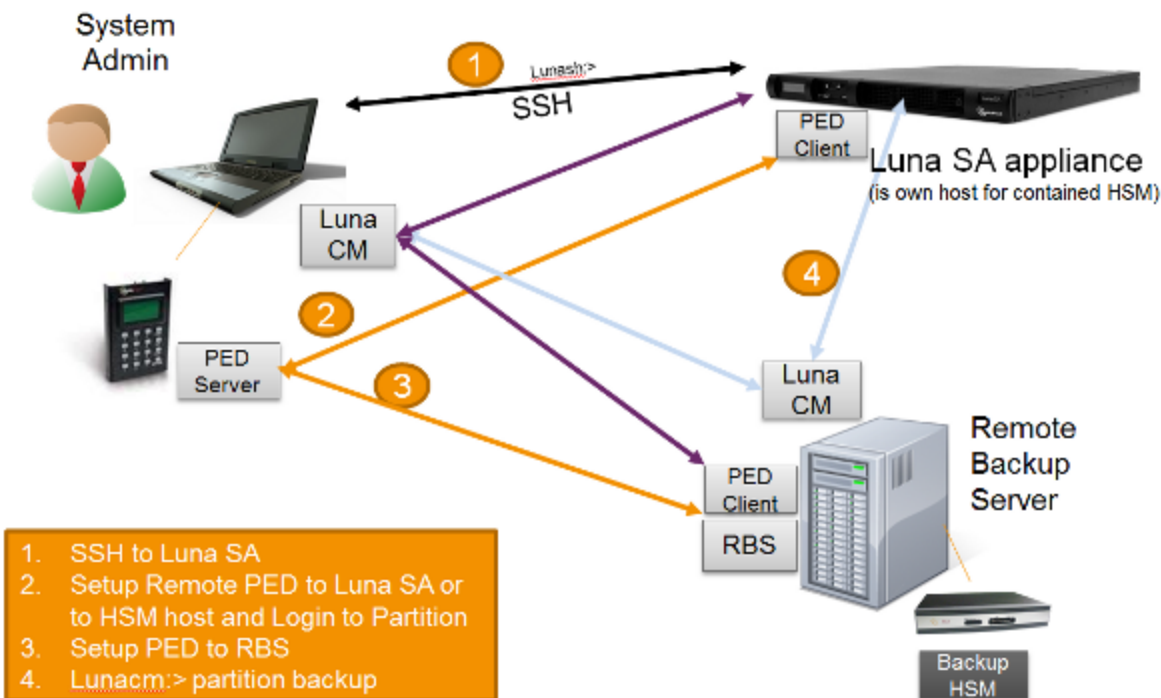 System
Admin
1
Lunash:>
SSH
PED
Client
Luna SA appliance
(is own host for contained HSM)
Luna
CM
4
2
PED
Server
3
Luna
CM
Remote
Backup
Server
PED
Client
RBS
1. SSH to Luna SA
2. Setup Remote PED to Luna SA or
to HSM host and Login to Partition
3. Setup PED to RBS
4. Lunacm:> partition backup
Backup
HSM